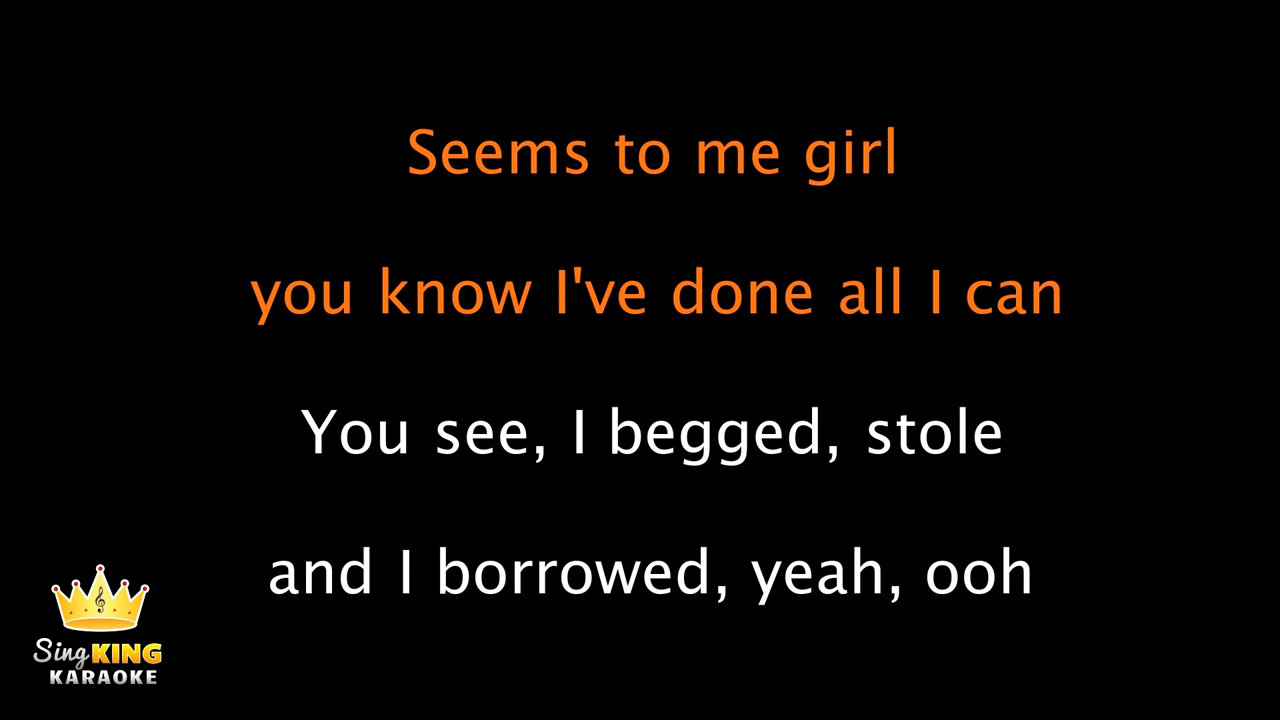 Seems to me girl
you know I've done all I can
You see, I begged, stole
and I borrowed, yeah, ooh
Sing KING
KARAOKE